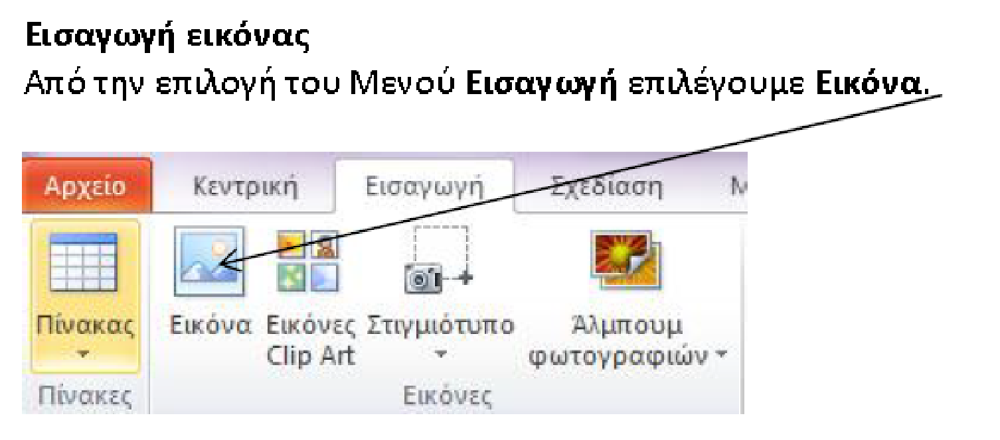 Εισαγωγή εικόνας
Από την επιλογή του Μενού Εισαγωγή επιλέγουμε Εικόνα.
Αρχείο Κεντρική Εισαγωγή Σχεδίαση
Πίνακας Εικόνα Εικόνες Clip Art Στιγμιότυπο Άλμπουμ φωτογραφιών
Πίνακες Εικόνες